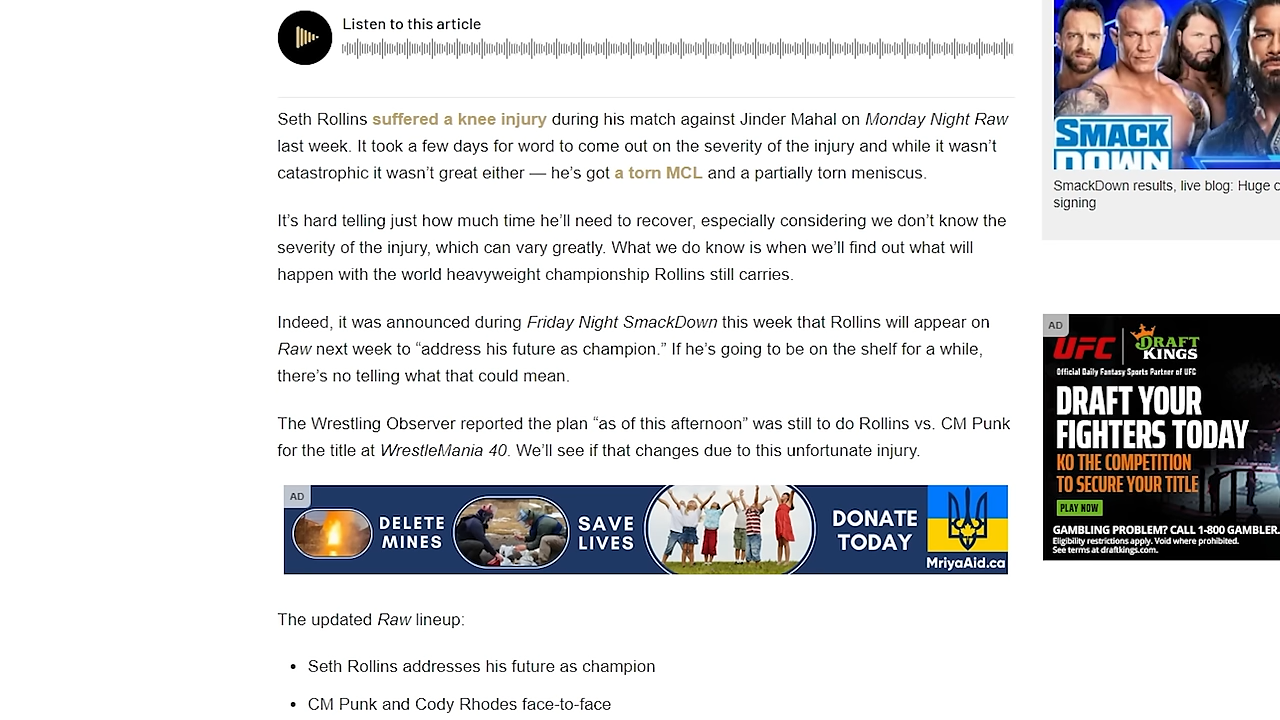 Listen to this article
Seth Rollins suffered a knee injury during his match against Jinder Mahal on Monday Night Raw
last week. It took a few days for word to come out on the severity of the injury and while it wasn’t
catastrophic it wasn’t great either — he’s got a torn MCL and a partially torn meniscus.
It’s hard telling just how much time he’ll need to recover, especially considering we don’t know the
severity of the injury, which can vary greatly. What we do know is when we’ll find out what will
happen with the world heavyweight championship Rollins still carries.
Indeed, it was announced during Friday Night SmackDown this week that Rollins will appear on
Raw next week to “address his future as champion.” If he’s going to be on the shelf for a while,
there’s no telling what that could mean.
The Wrestling Observer reported the plan “as of this afternoon” was still to do Rollins vs. CM Punk
for the title at WrestleMania 40. We’ll see if that changes due to this unfortunate injury.
AD
DELETE
MINES
SAVE
LIVES
DONATE
TODAY
MriyaAid.ca
The updated Raw lineup:
• Seth Rollins addresses his future as champion
• CM Punk and Cody Rhodes face-to-face
SMACK
DOWN
SmackDown results, live blog: Huge c
signing
AD
UFC
DRAFT
KINGS
Official Daily Fantasy Sports Partner of UFC
DRAFT YOUR
FIGHTERS TODAY
KO THE COMPETITION
TO SECURE YOUR TITLE
PLAY NOW
GAMBLING PROBLEM? CALL 1-800 GAMBLER.
Eligibility restrictions apply. Void where prohibited.
See terms at draftkings.com.